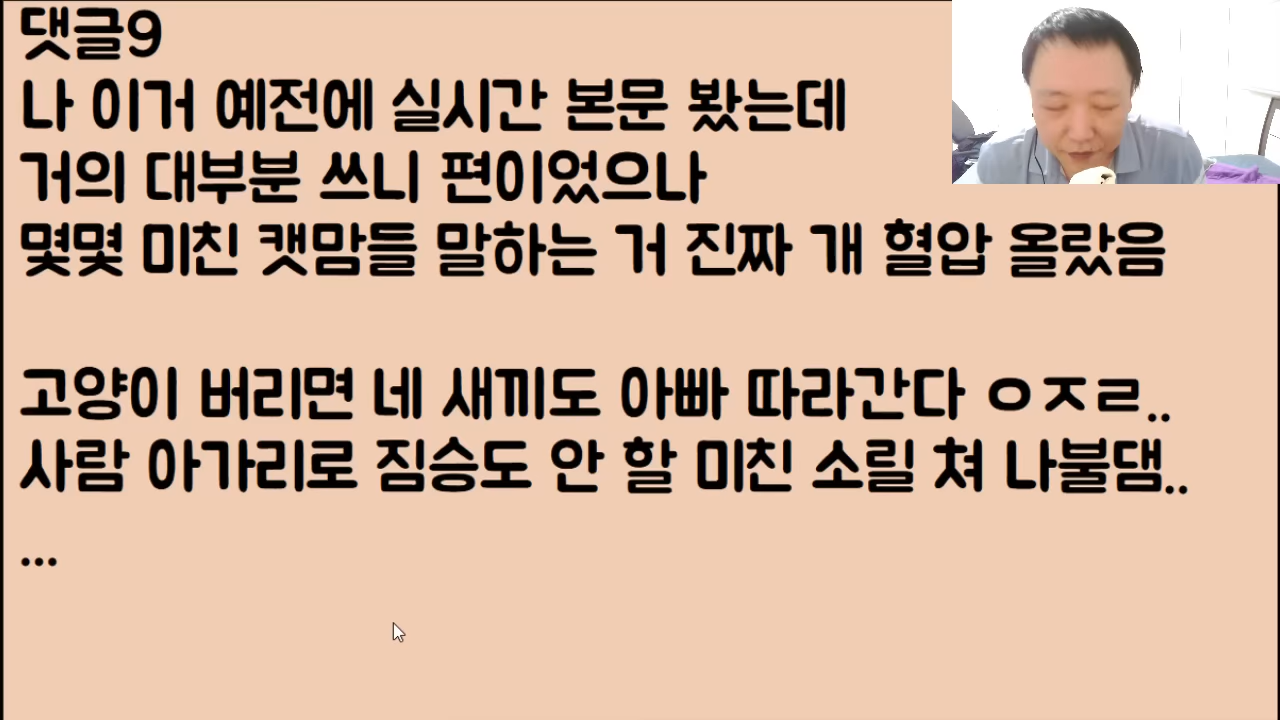 댓글9
나 이거 예전에 실시간 본문 봤는데
거의 대부분 쓰니 편이었으나
몇몇 미친 캣맘들 말하는 거 진짜 개 혈압 올랐음
고양이 버리면 네 새끼도 아빠 따라간다 ㅇㅈㄹ..
사람 아가리로 짐승도 안 할 미친 소릴 쳐 나불댐..
...